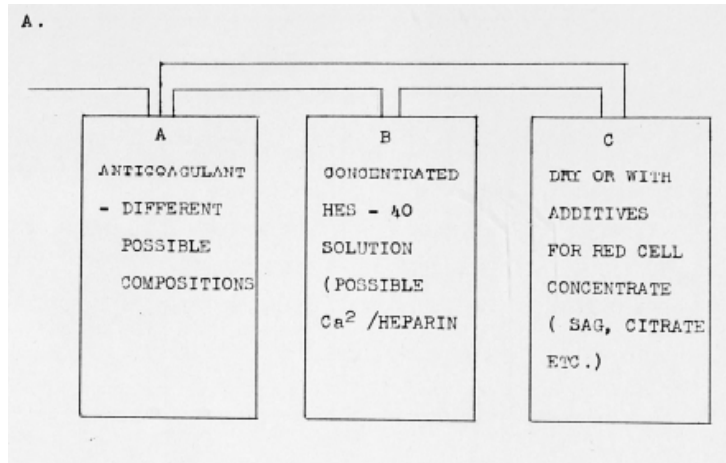 A.
A
ANTICOAGULANT
- DIFFERENT
POSSIBLE
COMPOSITIONS
B
CONCENTRATED
HES - 40
SOLUTION
(POSSIBLE
Ca² /HEPARIN
C
DRY OR WITH
ADDITIVES
FOR RED CELL
CONCENTRATE
( SAG, CITRATE
ETC.)